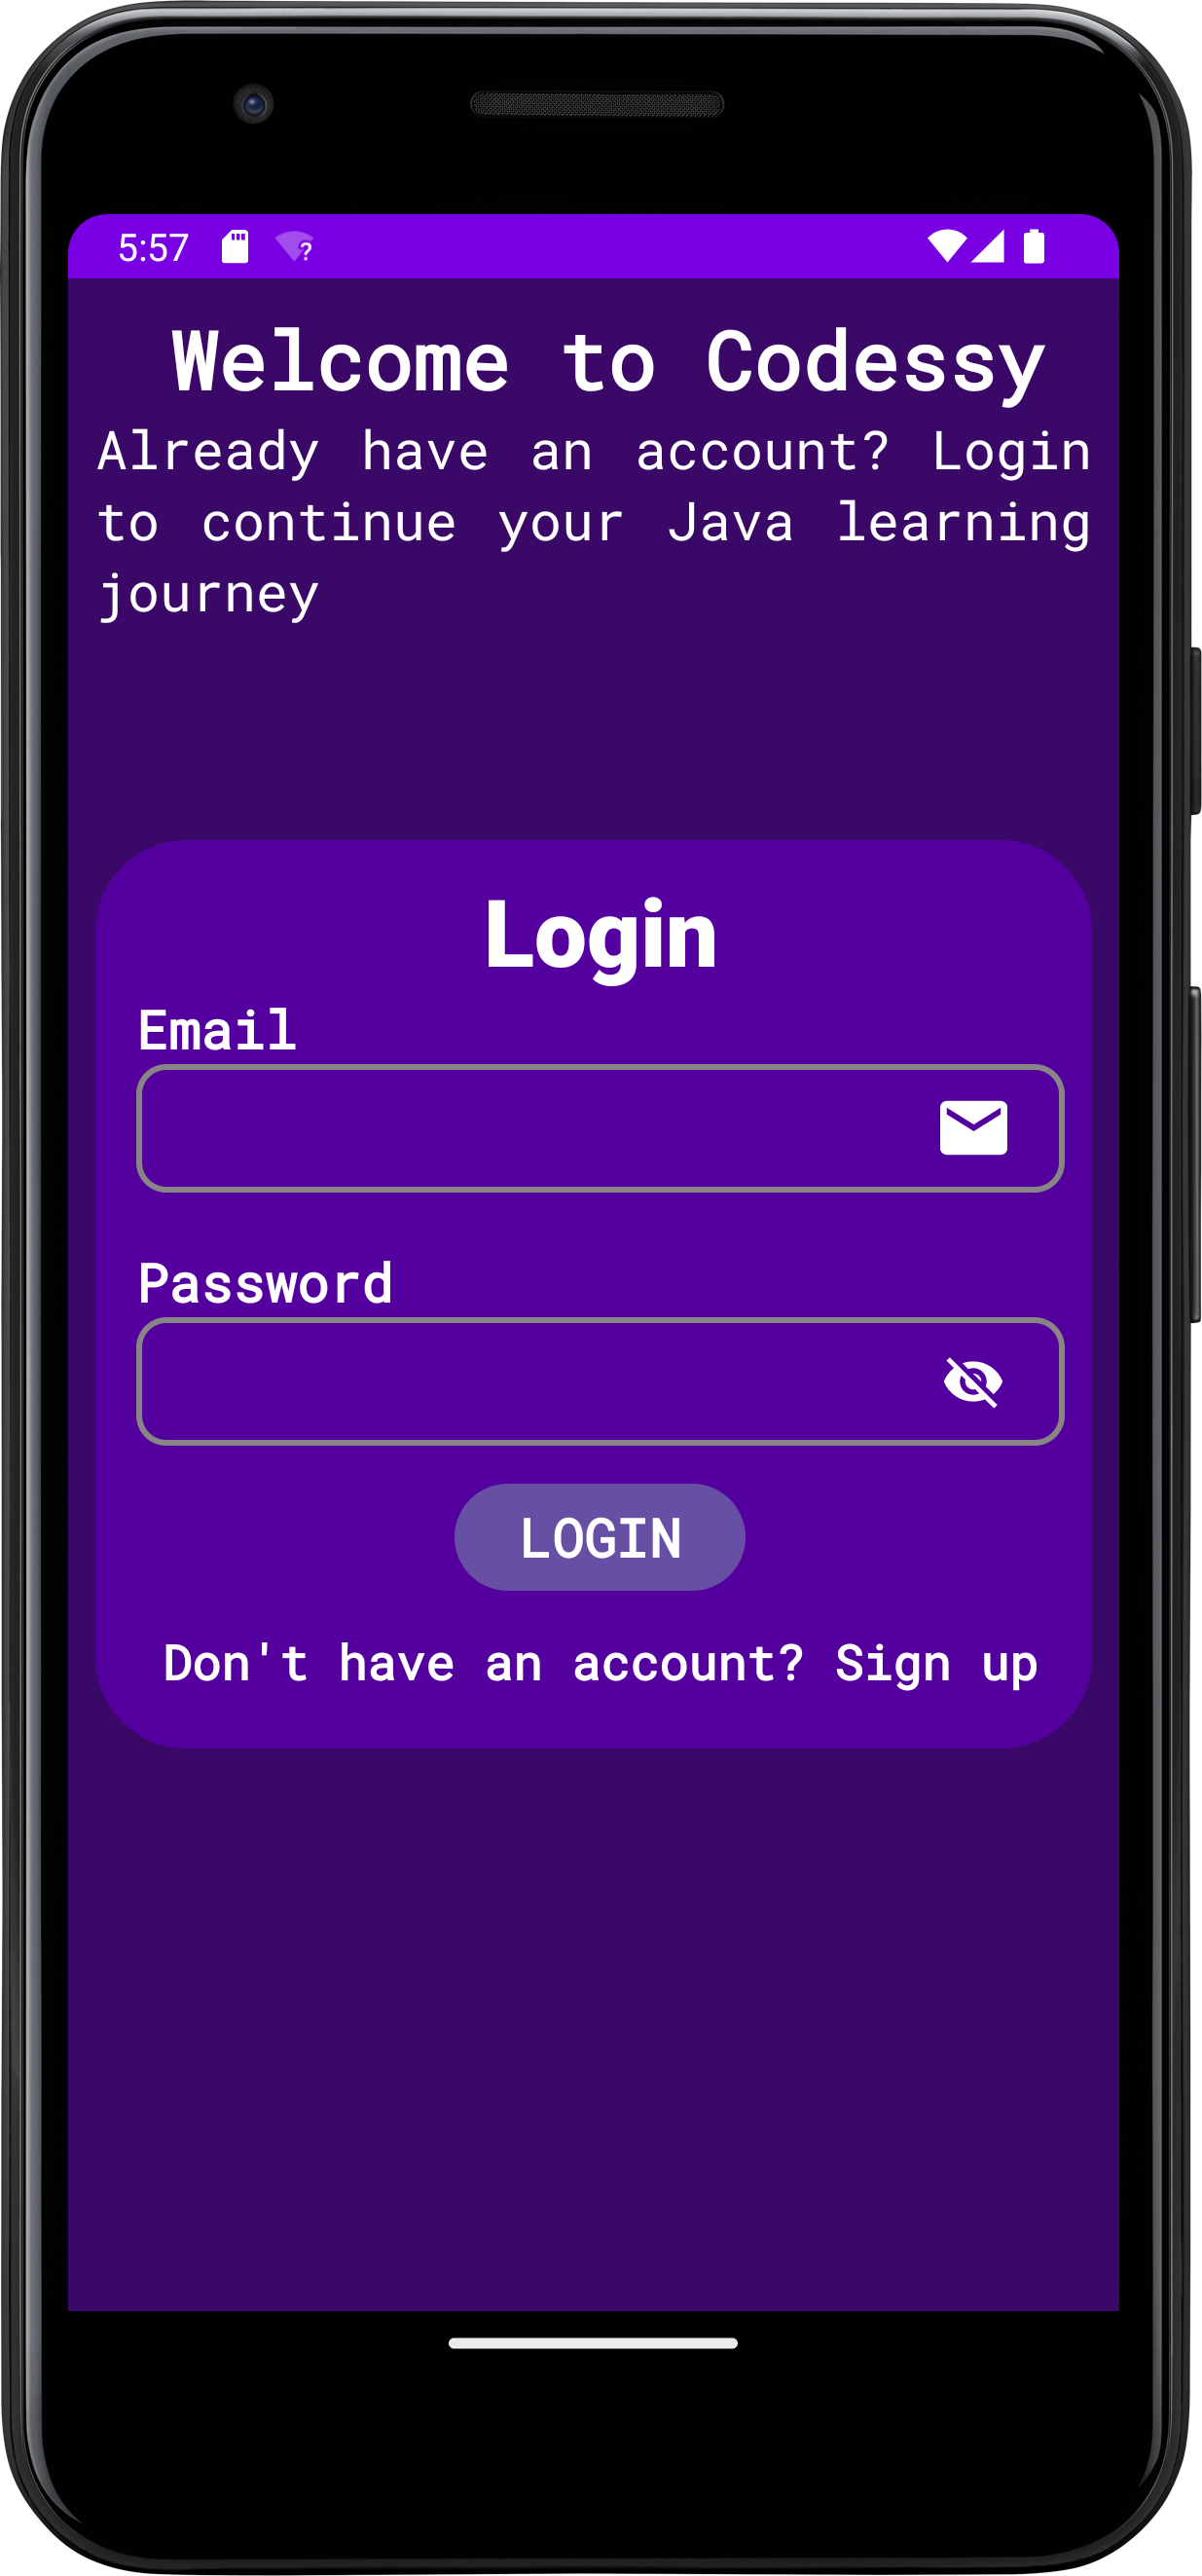 5:57
Welcome to Codessy
Already have an account? Login
to continue your Java learning
journey
Login
Email
Password
LOGIN
Don't have an account? Sign up